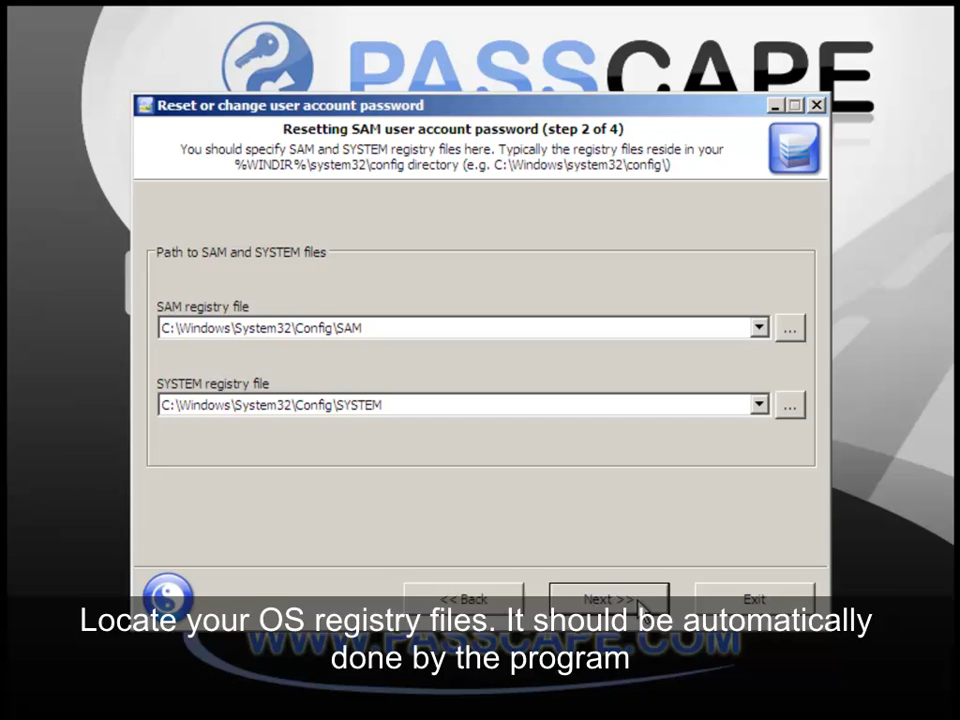 PASSCAPE
Reset or change user account password
Resetting SAM user account password (step 2 of 4)
You should specify SAM and SYSTEM registry files here. Typically the registry files reside in your
%WINDIR%\system32\config directory (e.g. C:\Windows\system32\config\)
Path to SAM and SYSTEM files
SAM registry file
C:\Windows\System32\Config\SAM
...
SYSTEM registry file
C:\Windows\System32\Config\SYSTEM
...
<< Back
Next >>
Exit
Locate your OS registry files. It should be automatically
done by the program
WWW.PASSCAPE.COM